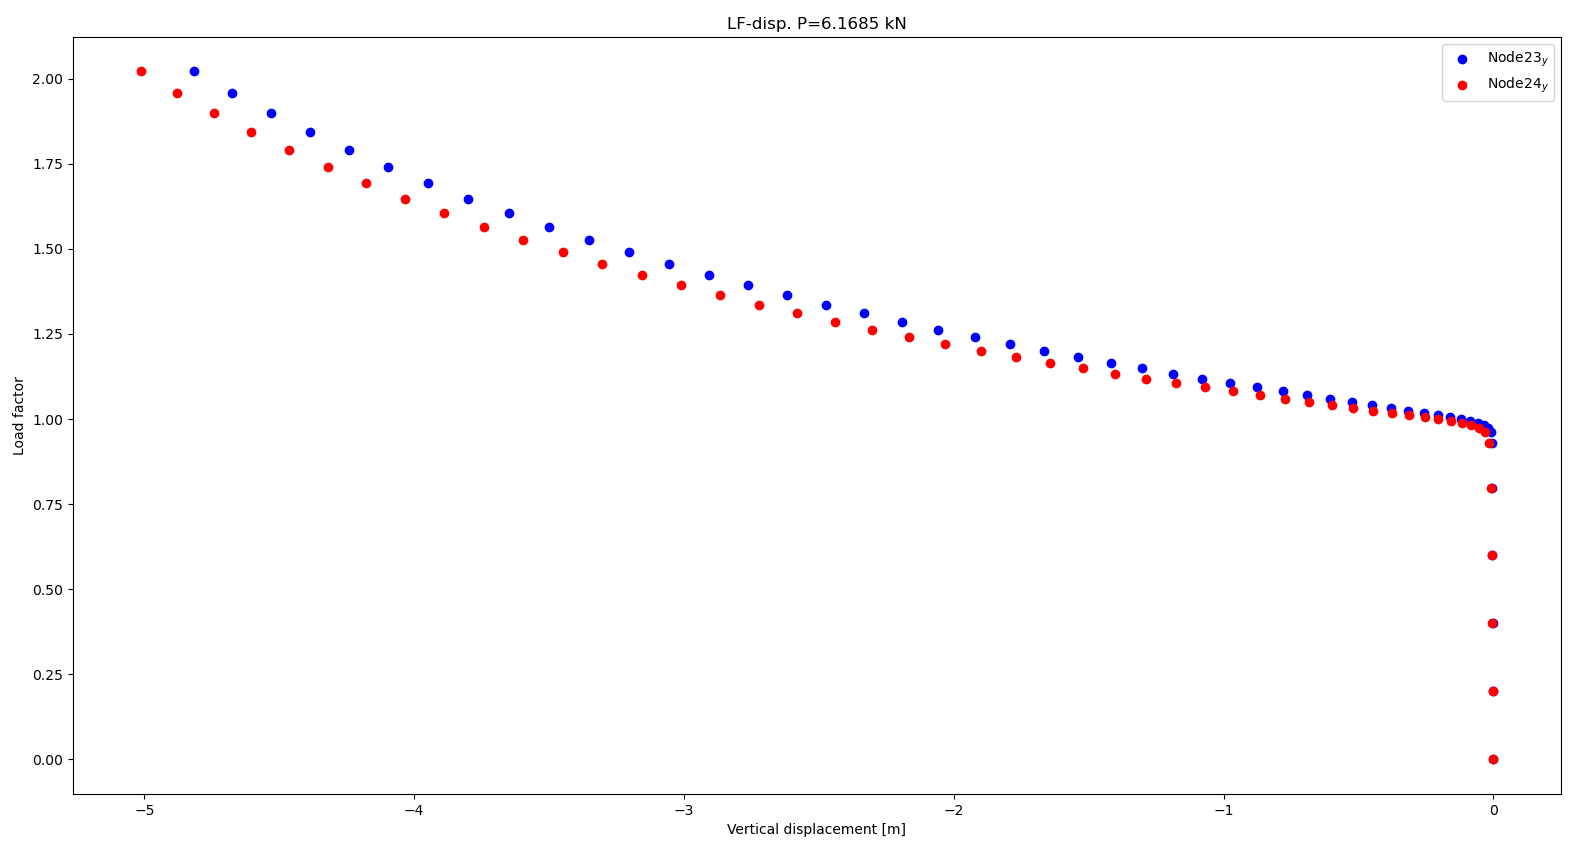 LF-disp. P=6.1685 kN
Node23y
Node24y
2.00
1.75
1.50
1.25
1.00
0.75
0.50
0.25
0.00
Load factor
−5 −4 −3 −2 −1 0
Vertical displacement [m]